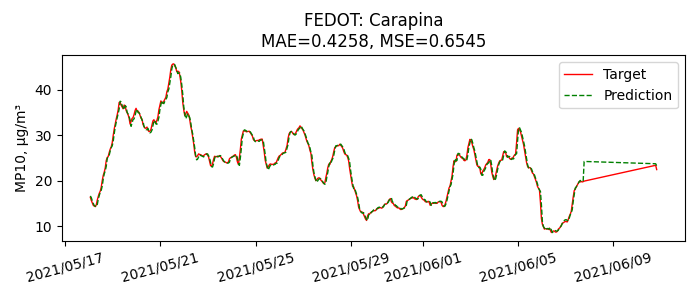 FEDOT: Carapina
MAE=0.4258, MSE=0.6545
Target
Prediction
MP10, µg/m³
40
30
20
10
2021/05/17
2021/05/21
2021/05/25
2021/05/29
2021/06/01
2021/06/05
2021/06/09